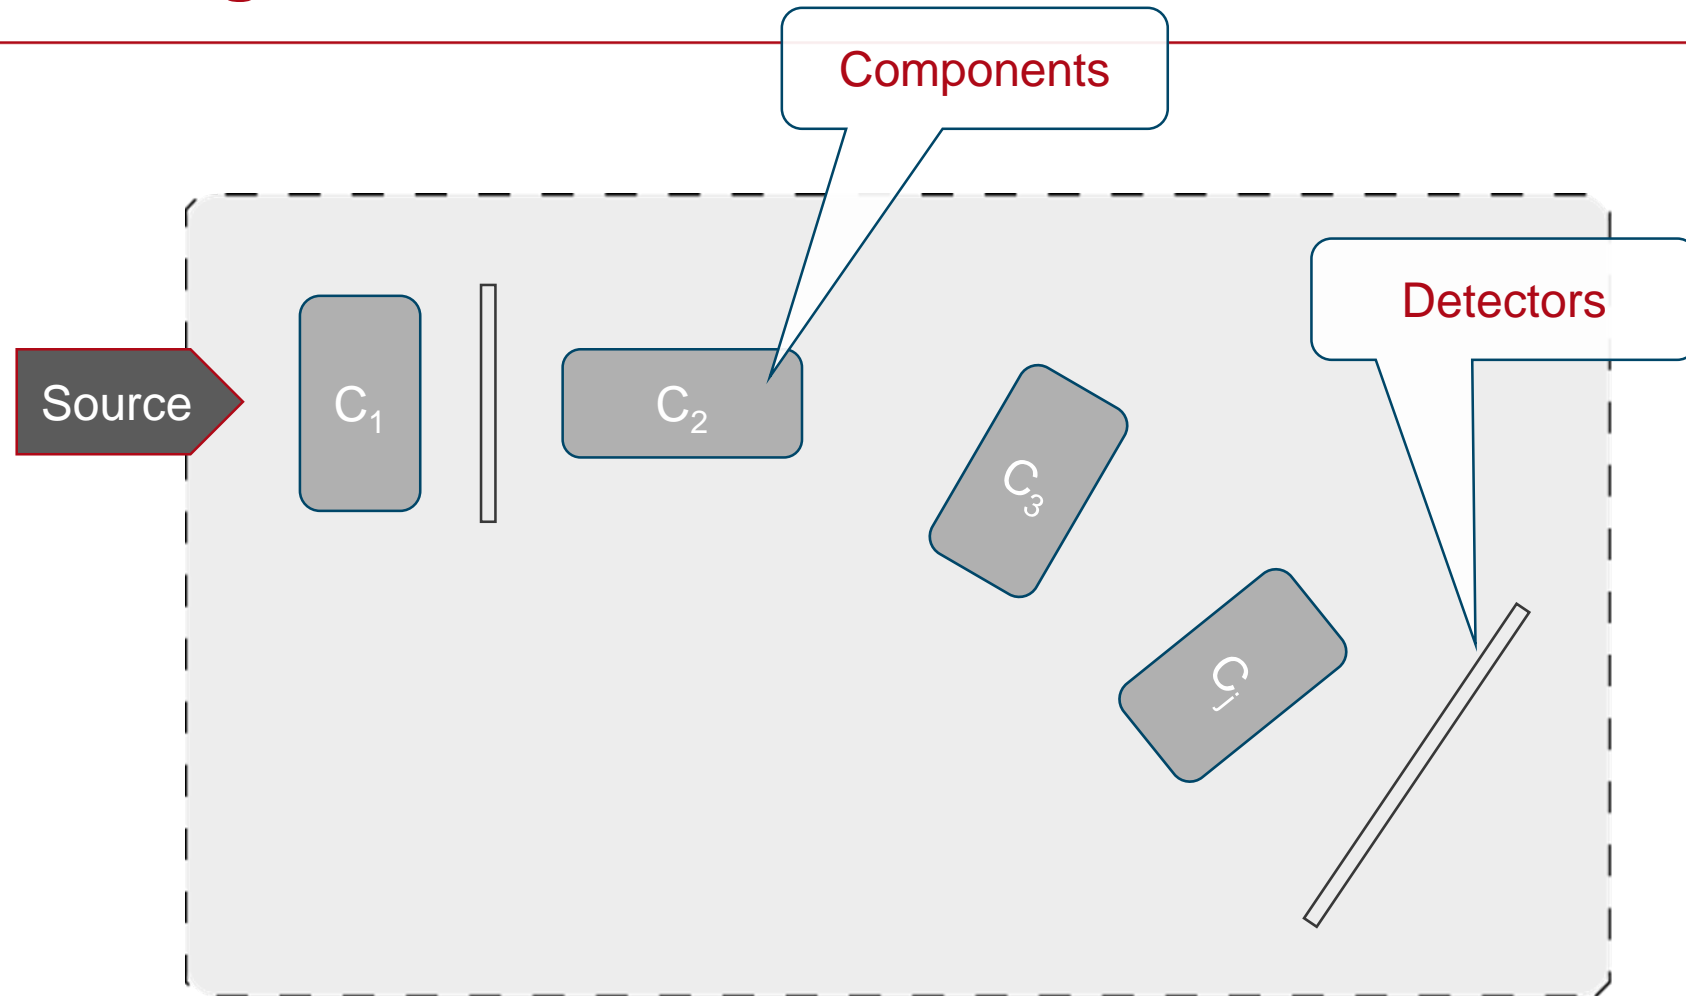 Components
Detectors
Source
C₁
C₂
C₃
Cⱼ